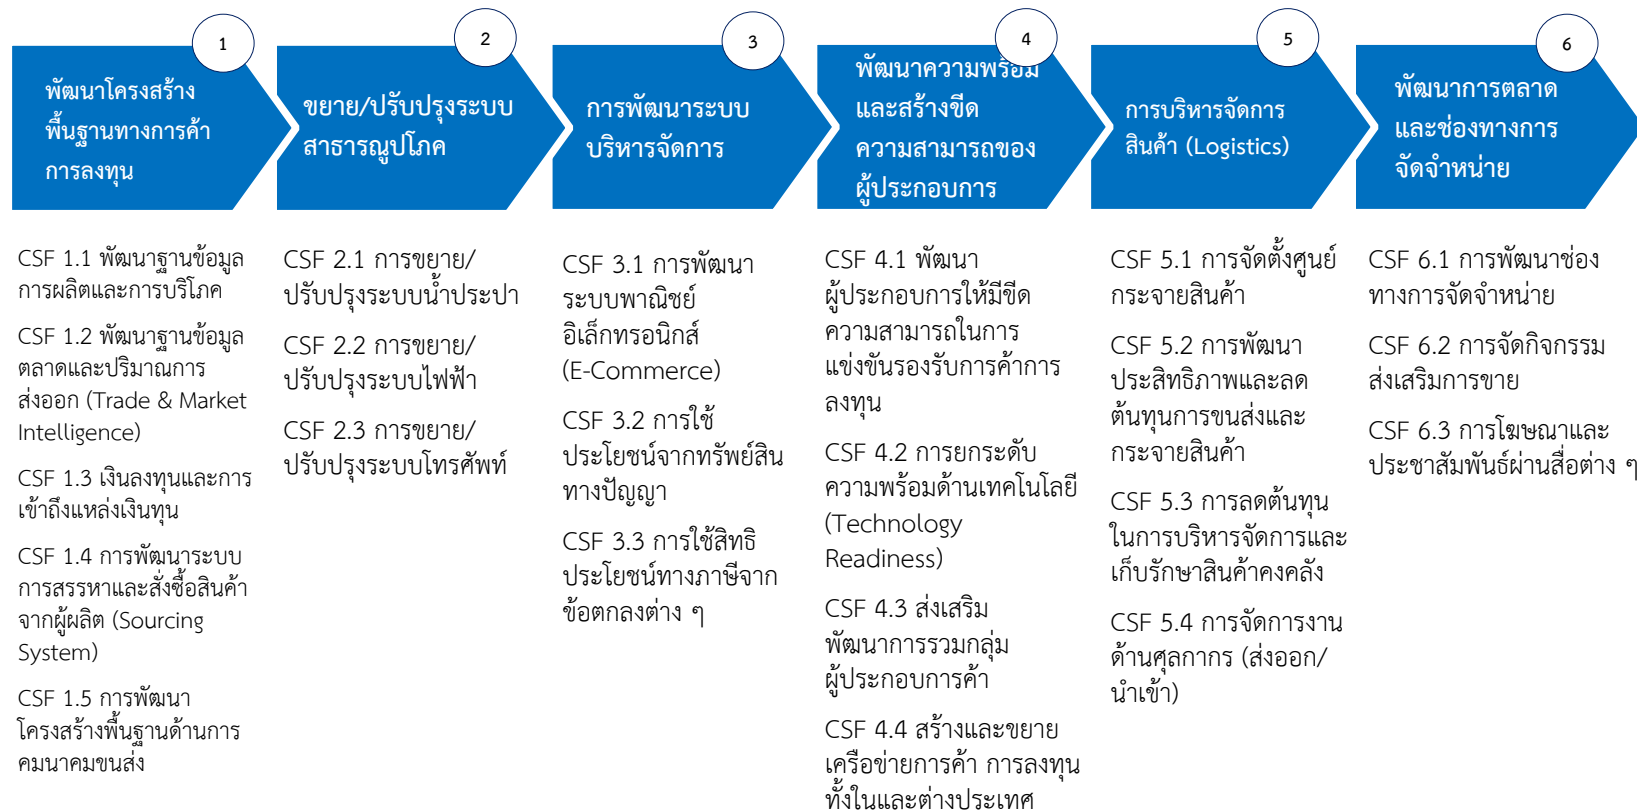 1
พัฒนาโครงสร้าง
พื้นฐานทางการค้า
การลงทุน
2
ขยาย/ปรับปรุงระบบ
สาธารณูปโภค
3
การพัฒนาระบบ
บริหารจัดการ
4
พัฒนาความพร้อม
และสร้างขีด
ความสามารถของ
ผู้ประกอบการ
5
การบริหารจัดการ
สินค้า (Logistics)
6
พัฒนาการตลาด
และช่องทางการ
จัดจำหน่าย
CSF 1.1 พัฒนาฐานข้อมูล
การผลิตและการบริโภค
CSF 1.2 พัฒนาฐานข้อมูล
ตลาดและปริมาณการ
ส่งออก (Trade & Market
Intelligence)
CSF 1.3 เงินลงทุนและการ
เข้าถึงแหล่งเงินทุน
CSF 1.4 การพัฒนาระบบ
การสรรหาและสั่งซื้อสินค้า
จากผู้ผลิต (Sourcing
System)
CSF 1.5 การพัฒนา
โครงสร้างพื้นฐานด้านการ
คมนาคมขนส่ง
CSF 2.1 การขยาย/
ปรับปรุงระบบน้ำประปา
CSF 2.2 การขยาย/
ปรับปรุงระบบไฟฟ้า
CSF 2.3 การขยาย/
ปรับปรุงระบบโทรศัพท์
CSF 3.1 การพัฒนา
ระบบพาณิชย์
อิเล็กทรอนิกส์
(E-Commerce)
CSF 3.2 การใช้
ประโยชน์จากทรัพย์สิน
ทางปัญญา
CSF 3.3 การใช้สิทธิ
ประโยชน์ทางภาษีจาก
ข้อตกลงต่าง ๆ
CSF 4.1 พัฒนา
ผู้ประกอบการให้มีขีด
ความสามารถในการ
แข่งขันรองรับการค้าการ
ลงทุน
CSF 4.2 การยกระดับ
ความพร้อมด้านเทคโนโลยี
(Technology
Readiness)
CSF 4.3 ส่งเสริม
พัฒนาการรวมกลุ่ม
ผู้ประกอบการค้า
CSF 4.4 สร้างและขยาย
เครือข่ายการค้า การลงทุน
ทั้งในและต่างประเทศ
CSF 5.1 การจัดตั้งศูนย์
กระจายสินค้า
CSF 5.2 การพัฒนา
ประสิทธิภาพและลด
ต้นทุนการขนส่งและ
กระจายสินค้า
CSF 5.3 การลดต้นทุน
ในการบริหารจัดการและ
เก็บรักษาสินค้าคงคลัง
CSF 5.4 การจัดการงาน
ด้านศุลกากร (ส่งออก/
นำเข้า)
CSF 6.1 การพัฒนาช่อง
ทางการจัดจำหน่าย
CSF 6.2 การจัดกิจกรรม
ส่งเสริมการขาย
CSF 6.3 การโฆษณาและ
ประชาสัมพันธ์ผ่านสื่อต่าง ๆ